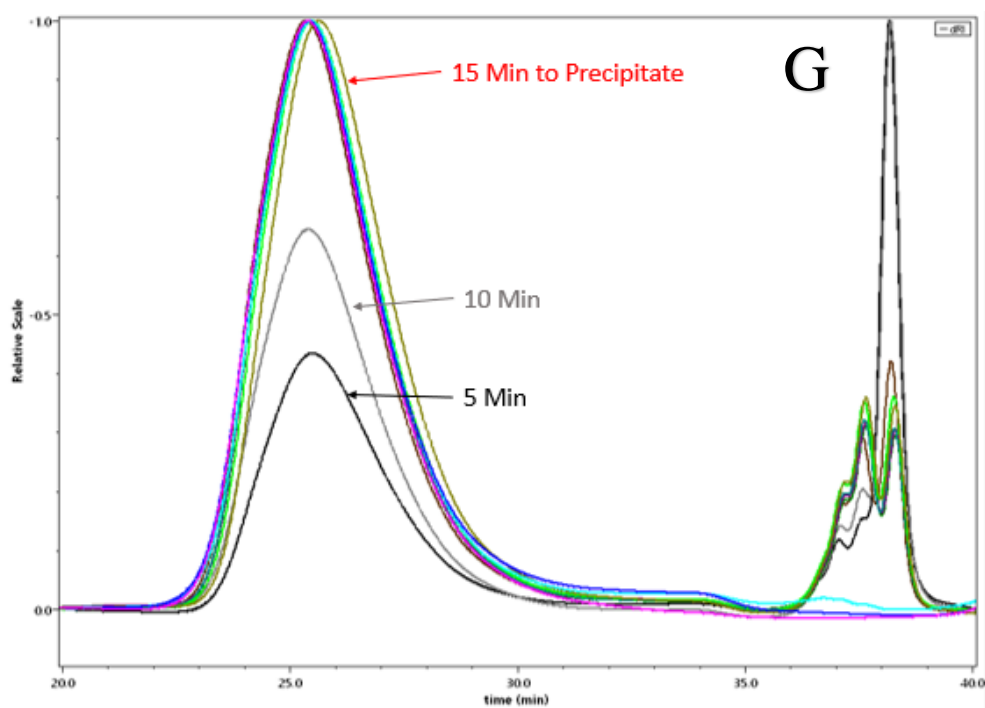 1.0
dRI
G
15 Min to Precipitate
10 Min
0.5
5 Min
Relative Scale
0.0
20.0 25.0 30.0 35.0 40.0
time (min)